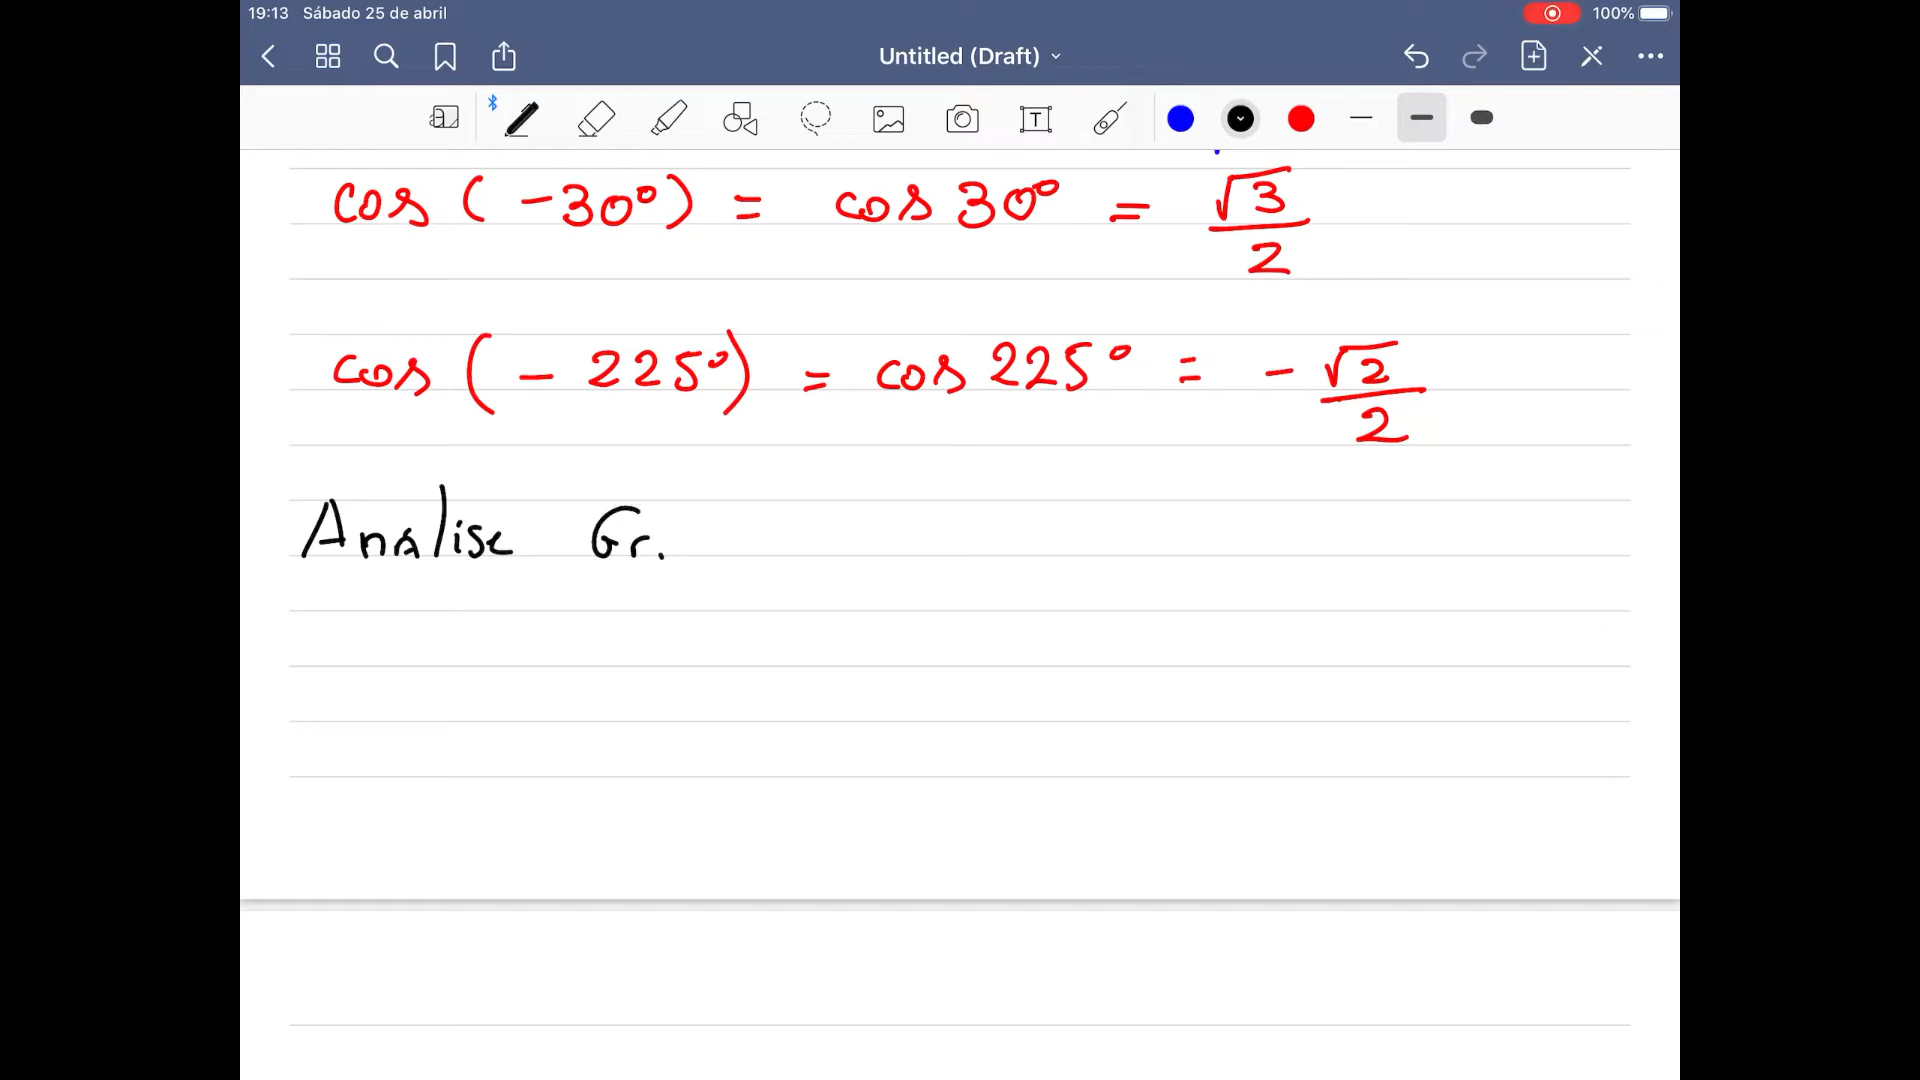 19:13 Sábado 25 de abril 100%
Untitled (Draft)
T
cos (-30°) = cos 30° = √3/2
cos (-225°) = cos 225° = -√2/2
Analise Gr.